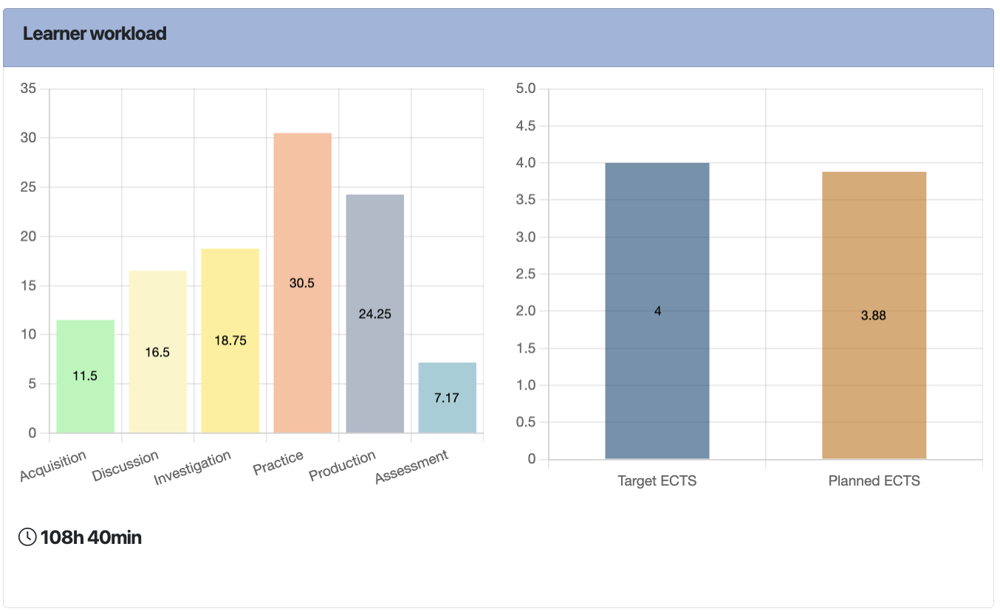 Learner workload
35
30
25
20
15
10
5
0
11.5
16.5
18.75
30.5
24.25
7.17
Acquisition
Discussion
Investigation
Practice
Production
Assessment
5.0
4.5
4.0
3.5
3.0
2.5
2.0
1.5
1.0
0.5
0
4
3.88
Target ECTS
Planned ECTS
108h 40min